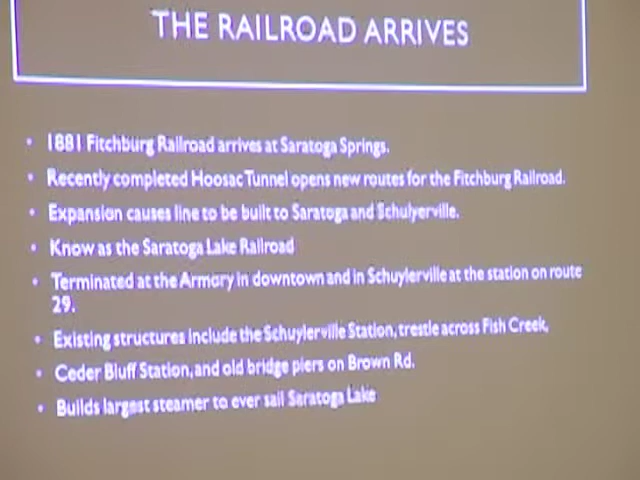 THE RAILROAD ARRIVES
• 1881 Fitchburg Railroad arrives at Saratoga Springs.
• Recently completed Hoosac Tunnel opens new routes for the Fitchburg Railroad.
• Expansion causes line to be built to Saratoga and Schulyerville.
• Know as the Saratoga Lake Railroad
• Terminated at the Armory in downtown and in Schuylerville at the station on route
29.
• Existing structures include the Schuylerville Station, trestle across Fish Creek,
• Ceder Bluff Station, and old bridge piers on Brown Rd.
• Builds largest steamer to ever sail Saratoga Lake